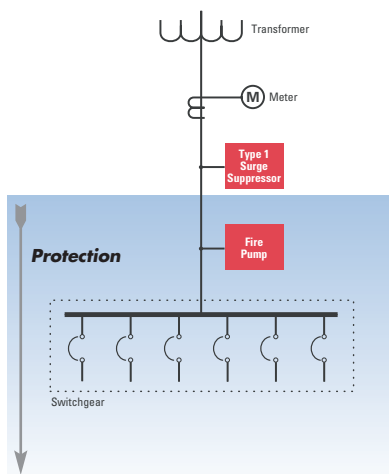 Transformer
M
Meter
Type 1
Surge
Suppressor
Protection
Fire
Pump
Switchgear